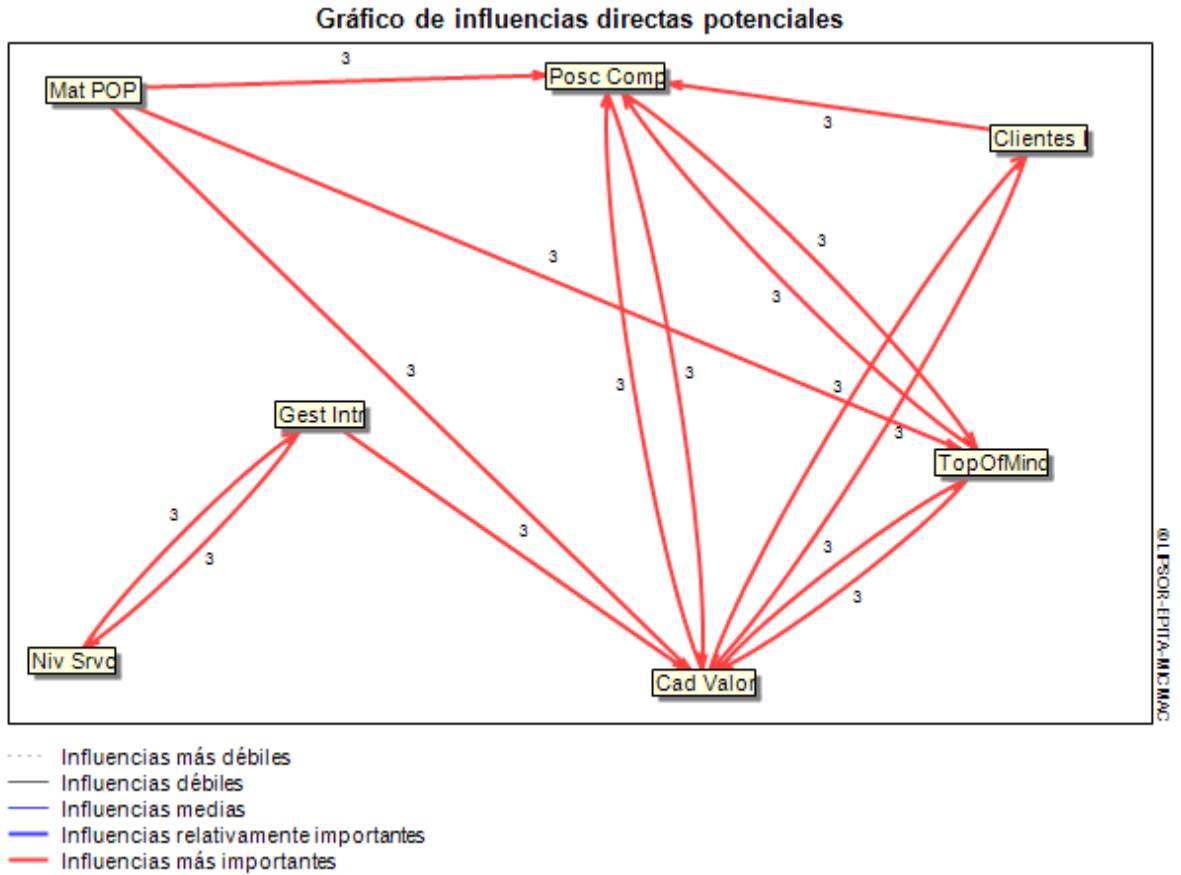 Gráfico de influencias directas potenciales
3
Mat POP
Posc Comp
3
Clientes
3
3
3
3
3
3
3
Gest Intr
3
TopOfMind
3
3
3
3
3
Niv Srvc
Cad Valor
@LIPSOR-EPITA-MICMAC
Influencias más débiles
Influencias débiles
Influencias medias
Influencias relativamente importantes
Influencias más importantes